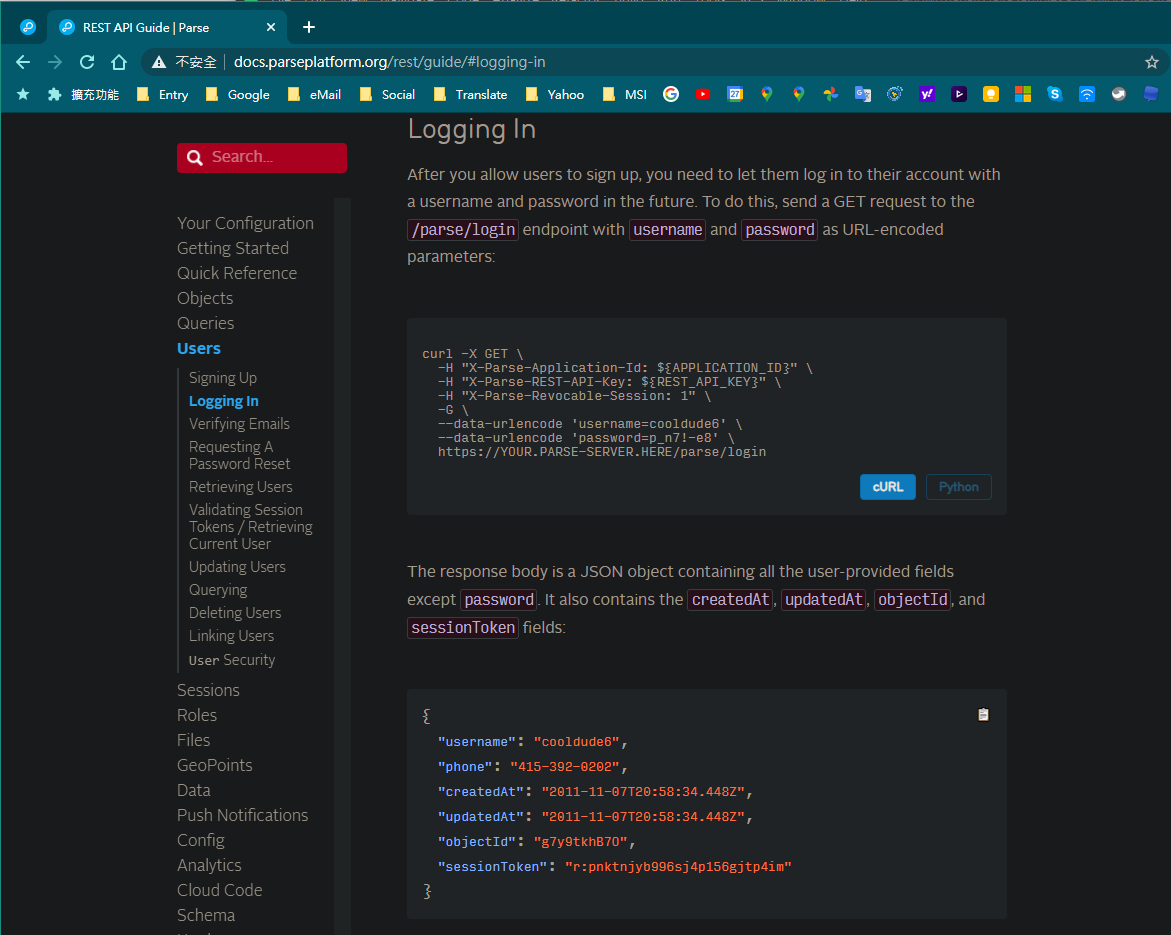 REST API Guide | Parse
不安全 docs.parseplatform.org/rest/guide/#logging-in
擴充功能 Entry Google eMail Social Translate Yahoo MSI
27
Search...
Your Configuration
Getting Started
Quick Reference
Objects
Queries
Users
Signing Up
Logging In
Verifying Emails
Requesting A
Password Reset
Retrieving Users
Validating Session
Tokens / Retrieving
Current User
Updating Users
Querying
Deleting Users
Linking Users
User Security
Sessions
Roles
Files
GeoPoints
Data
Push Notifications
Config
Analytics
Cloud Code
Schema
Logging In
After you allow users to sign up, you need to let them log in to their account with
a username and password in the future. To do this, send a GET request to the
/parse/login endpoint with username and password as URL-encoded
parameters:
curl -X GET \
-H "X-Parse-Application-Id: ${APPLICATION_ID}" \
-H "X-Parse-REST-API-Key: ${REST_API_KEY}" \
-H "X-Parse-Revocable-Session: 1" \
-G \
--data-urlencode 'username=cooldude6' \
--data-urlencode 'password=p_n7!-e8' \
https://YOUR.PARSE-SERVER.HERE/parse/login
cURL Python
The response body is a JSON object containing all the user-provided fields
except password. It also contains the createdAt, updatedAt, objectId, and
sessionToken fields:
{
"username": "cooldude6",
"phone": "415-392-0202",
"createdAt": "2011-11-07T20:58:34.448Z",
"updatedAt": "2011-11-07T20:58:34.448Z",
"objectId": "g7y9tkhB7O",
"sessionToken": "r:pnktnjyb996sj4p156gjtp4im"
}